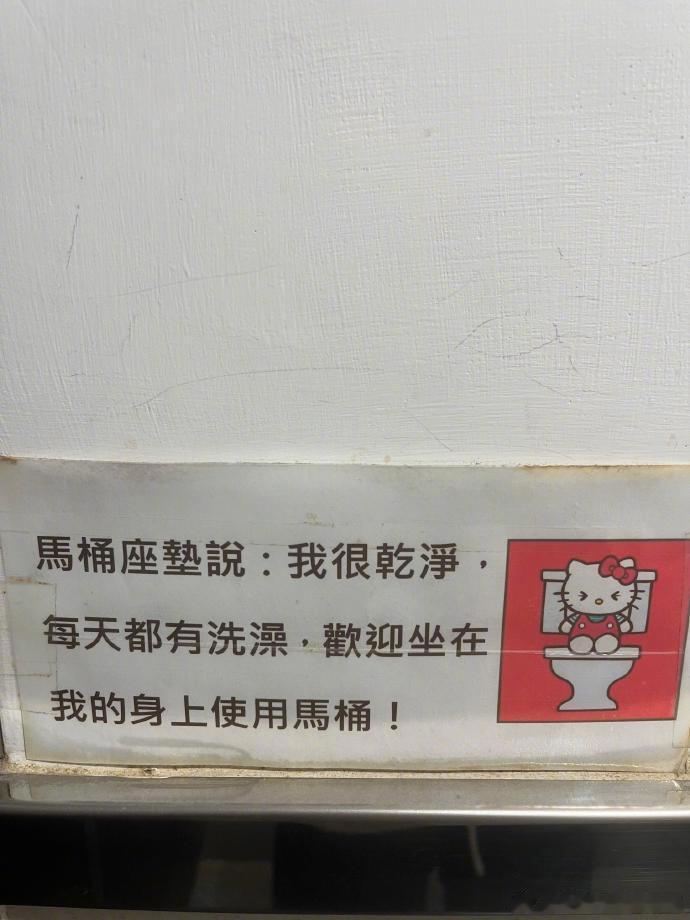 馬桶座墊說：我很乾淨，
每天都有洗澡，歡迎坐在
我的身上使用馬桶！